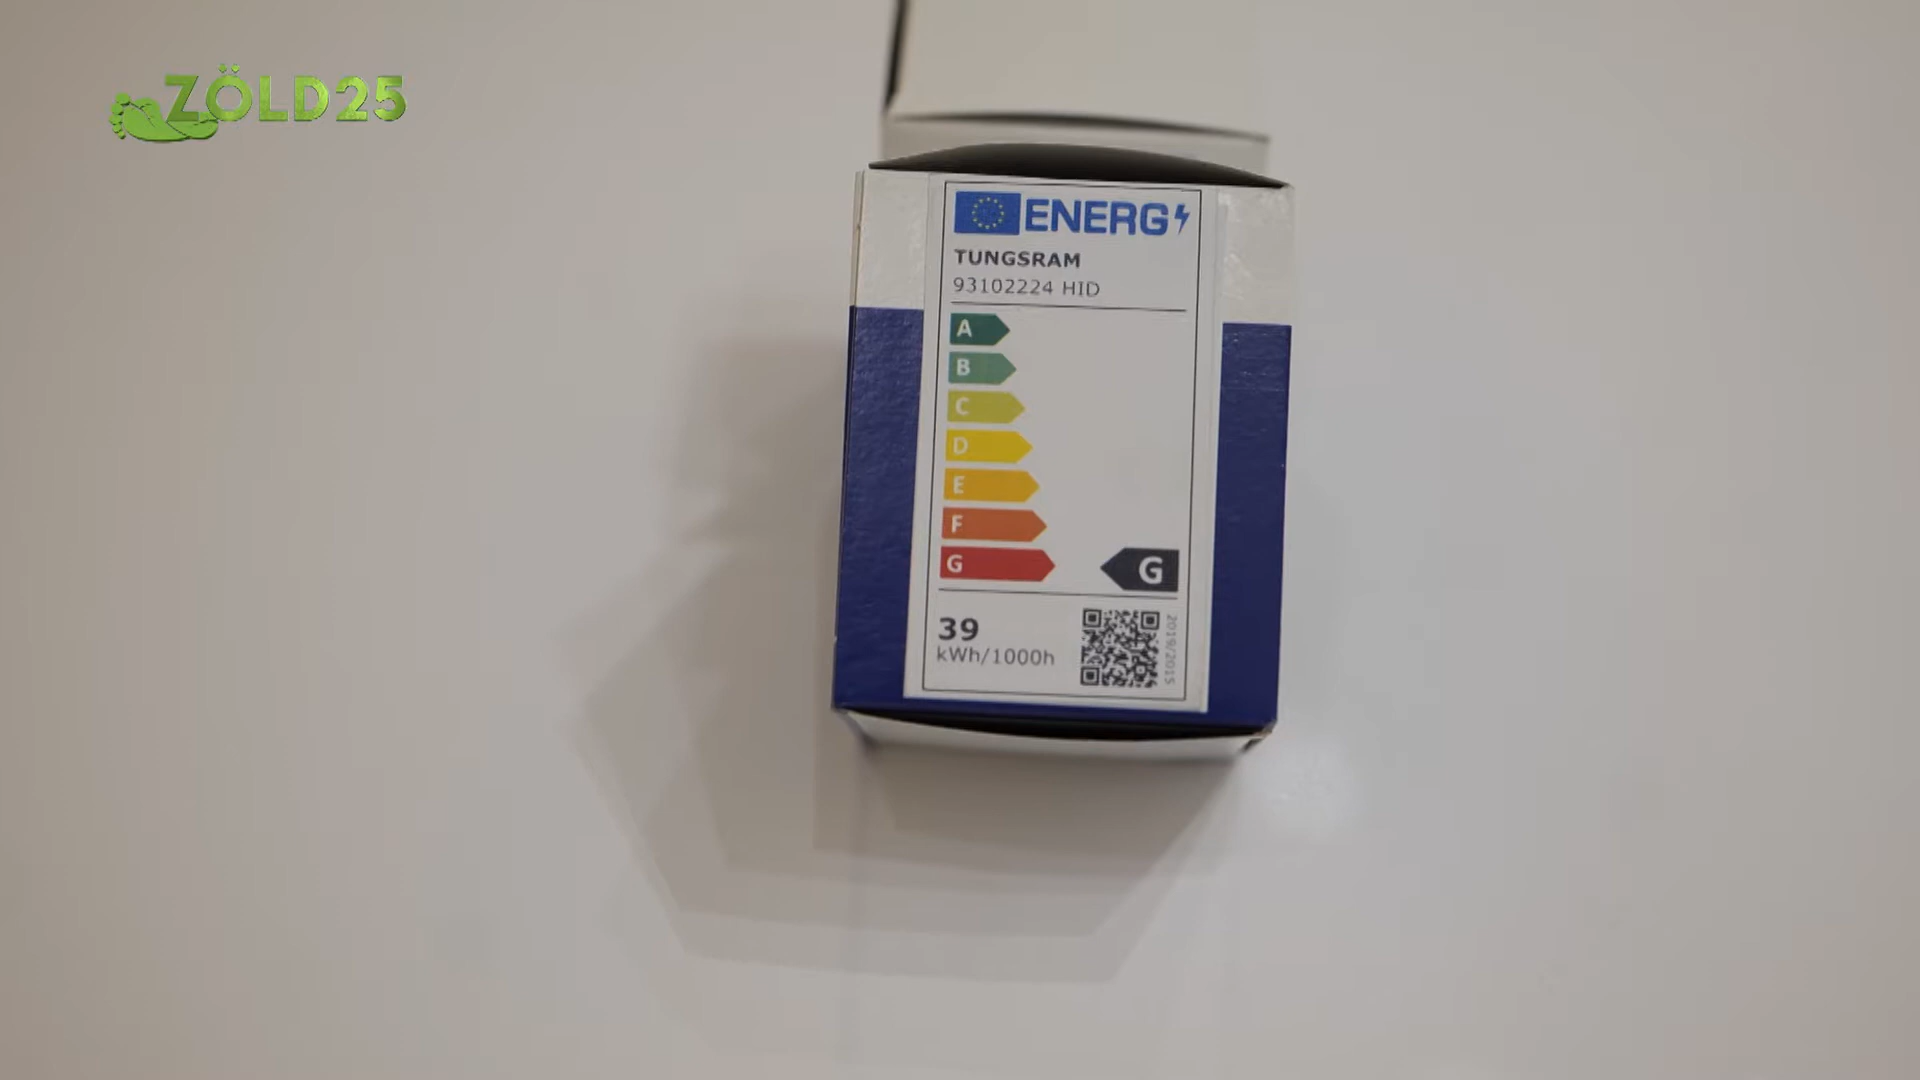 ZÖLD25
ENERG
TUNGSRAM
93102224 HID
A
B
C
D
E
F
G
G
39
kWh/1000h
2019/2015